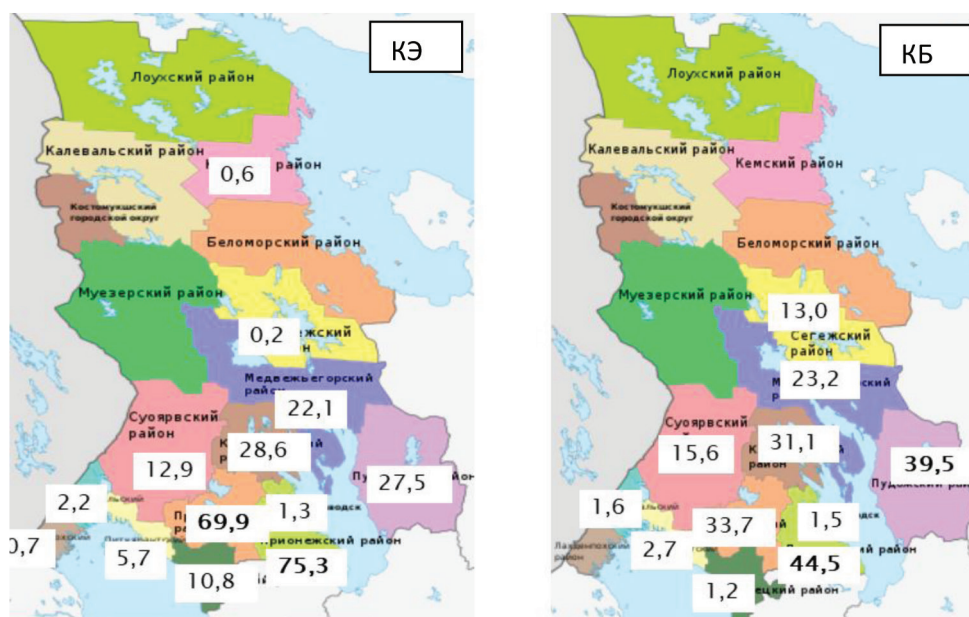 КЭ
Лоухский район
Калевальский район
район
0,6
Костомукшский
городской округ
Беломорский район
Муезерский район
0,2
Медвежьегорский
район
22,1
Суоярвский
район
28,6
12,9
27,5
2,2
69,9
1,3
0,7
5,7
Прионежский район
75,3
10,8
КБ
Лоухский район
Калевальский район
Кемский район
Костомукшский
городской округ
Беломорский район
Муезерский район
13,0
Сегежский
район
23,2
Суоярвский
31,1
15,6
39,5
Пудожский район
1,6
33,7
1,5
2,7
район
44,5
1,2
район